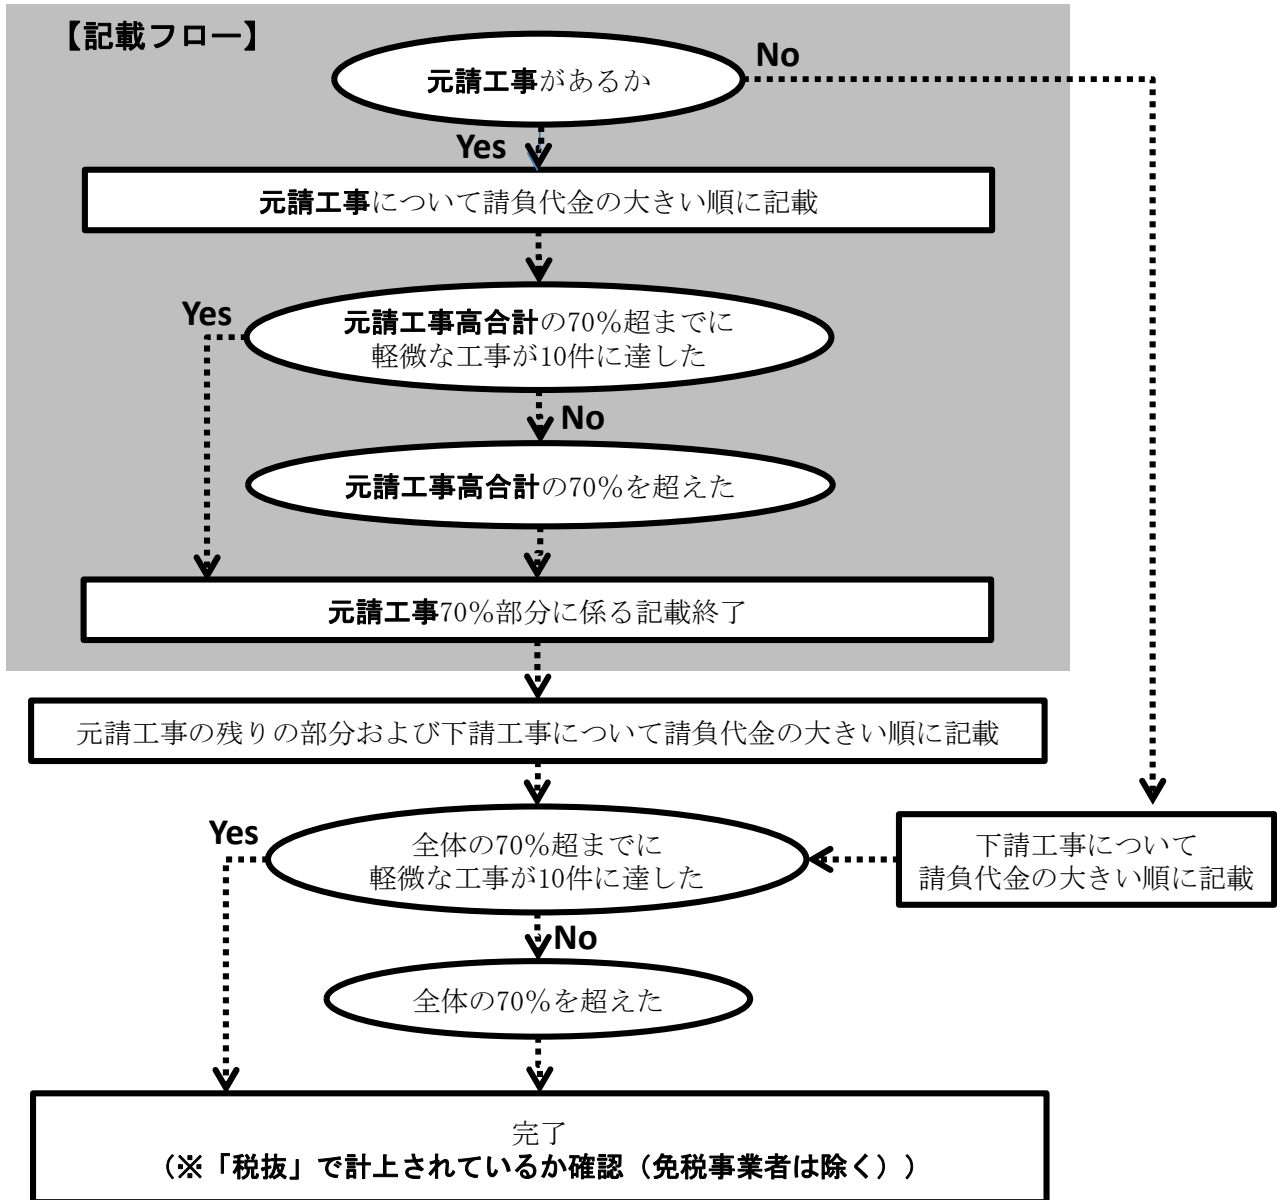 【記載フロー】
元請工事があるか
No
Yes
元請工事について請負代金の大きい順に記載
Yes
元請工事高合計の70％超までに
軽微な工事が10件に達した
No
元請工事高合計の70％を超えた
元請工事70％部分に係る記載終了
元請工事の残りの部分および下請工事について請負代金の大きい順に記載
Yes
全体の70％超までに
軽微な工事が10件に達した
下請工事について
請負代金の大きい順に記載
No
全体の70％を超えた
完了
（※「税抜」で計上されているか確認（免税事業者は除く））